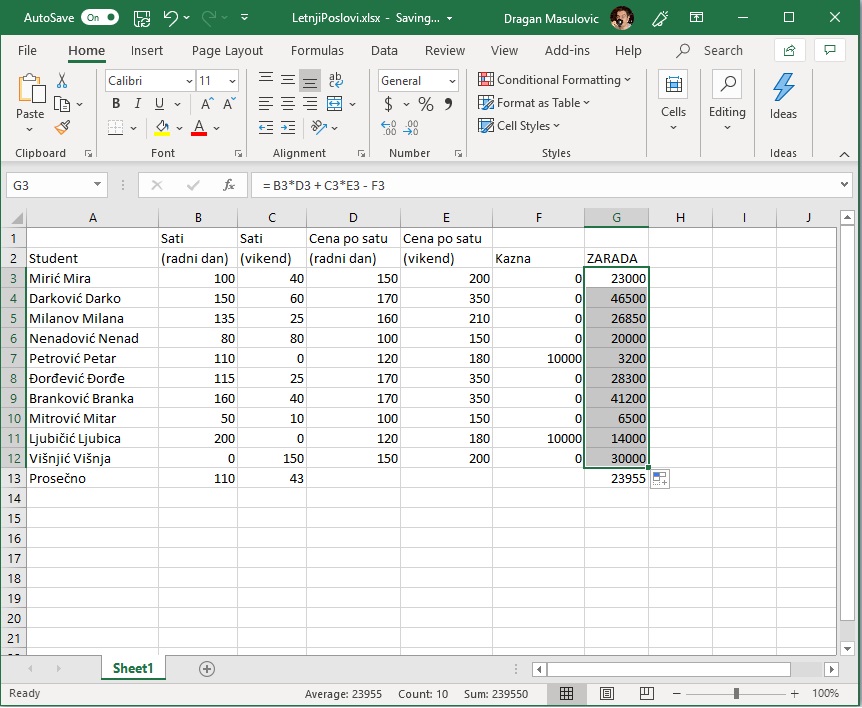 AutoSave On LetnjiPoslovi.xlsx - Saving... Dragan Masulovic
File Home Insert Page Layout Formulas Data Review View Add-ins Help Search
Paste Calibri 11 General Conditional Formatting Cells Editing Ideas
B I U A A ab c $ % Format as Table
A Cell Styles
Clipboard Font Alignment Number Styles Ideas
G3 fx = B3*D3 + C3*E3 - F3
A B C D E F G H I J
1 Sati Sati Cena po satu Cena po satu
2 Student (radni dan) (vikend) (radni dan) (vikend) Kazna ZARADA
3 Mirić Mira 100 40 150 200 0 23000
4 Darković Darko 150 60 170 350 0 46500
5 Milanov Milana 135 25 160 210 0 26850
6 Nenadović Nenad 80 80 100 150 0 20000
7 Petrović Petar 110 0 120 180 10000 3200
8 Đorđević Đorđe 115 25 170 350 0 28300
9 Branković Branka 160 40 170 350 0 41200
10 Mitrović Mitar 50 10 100 150 0 6500
11 Ljubičić Ljubica 200 0 120 180 10000 14000
12 Višnjić Višnja 0 150 150 200 0 30000
13 Prosečno 110 43 23955
14
15
16
17
18
19
20
21
Sheet1
Ready Average: 23955 Count: 10 Sum: 239550 100%